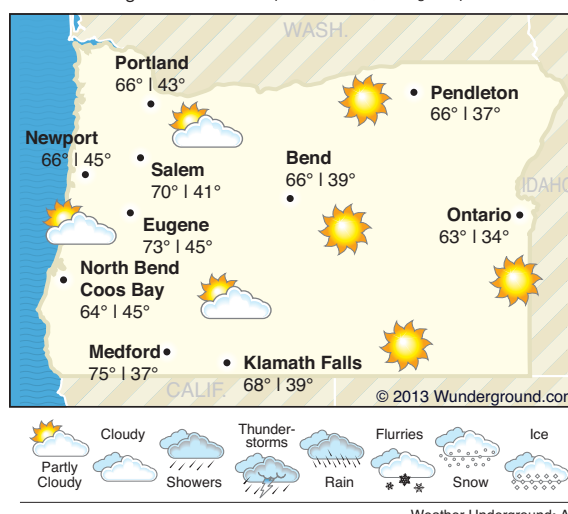 WASH.
Portland
66° | 43°
Pendleton
66° | 37°
Newport
66° | 45°
Salem
70° | 41°
Bend
66° | 39°
IDAHO
Eugene
73° | 45°
Ontario
63° | 34°
North Bend
Coos Bay
64° | 45°
Medford
75° | 37°
Klamath Falls
68° | 39°
CALIF.
© 2013 Wunderground.com
Partly
Cloudy
Cloudy
Showers
Thunder-
storms
Rain
Flurries
Snow
Ice
Weather Underground